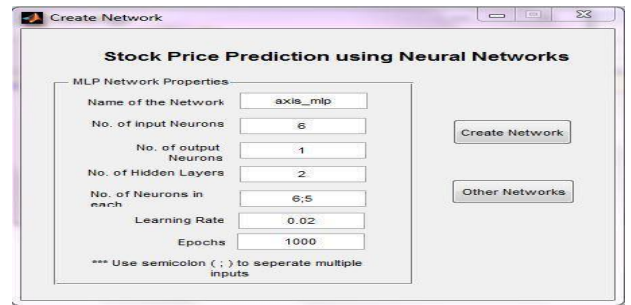 Create Network
Stock Price Prediction using Neural Networks
MLP Network Properties
Name of the Network axis_mlp
No. of input Neurons 6
No. of output
Neurons 1
No. of Hidden Layers 2
No. of Neurons in
each 6;5
Learning Rate 0.02
Epochs 1000
*** Use semicolon ( ; ) to seperate multiple
inputs
Create Network
Other Networks